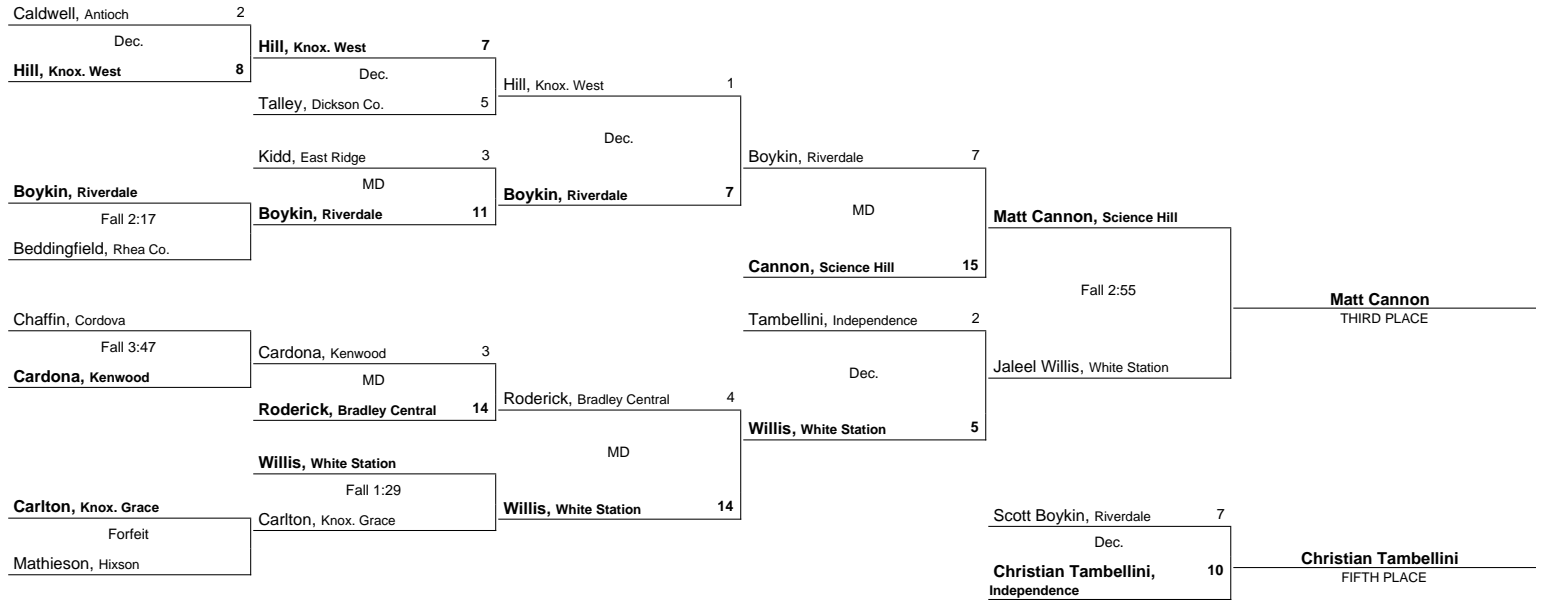 Caldwell, Antioch 2
Dec.
Hill, Knox. West 8
Boykin, Riverdale
Fall 2:17
Beddingfield, Rhea Co.
Chaffin, Cordova
Fall 3:47
Cardona, Kenwood
Carlton, Knox. Grace
Forfeit
Mathieson, Hixson
Hill, Knox. West 7
Dec.
Talley, Dickson Co. 5
Kidd, East Ridge 3
MD
Boykin, Riverdale 11
Cardona, Kenwood 3
MD
Roderick, Bradley Central 14
Willis, White Station
Fall 1:29
Carlton, Knox. Grace
Hill, Knox. West 1
Dec.
Boykin, Riverdale 7
Roderick, Bradley Central 4
MD
Willis, White Station 14
Boykin, Riverdale 7
MD
Cannon, Science Hill 15
Tambellini, Independence 2
Dec.
Willis, White Station 5
Matt Cannon, Science Hill
Fall 2:55
Jaleel Willis, White Station
Matt Cannon
THIRD PLACE
Scott Boykin, Riverdale 7
Dec.
Christian Tambellini, 10
Independence
Christian Tambellini
FIFTH PLACE